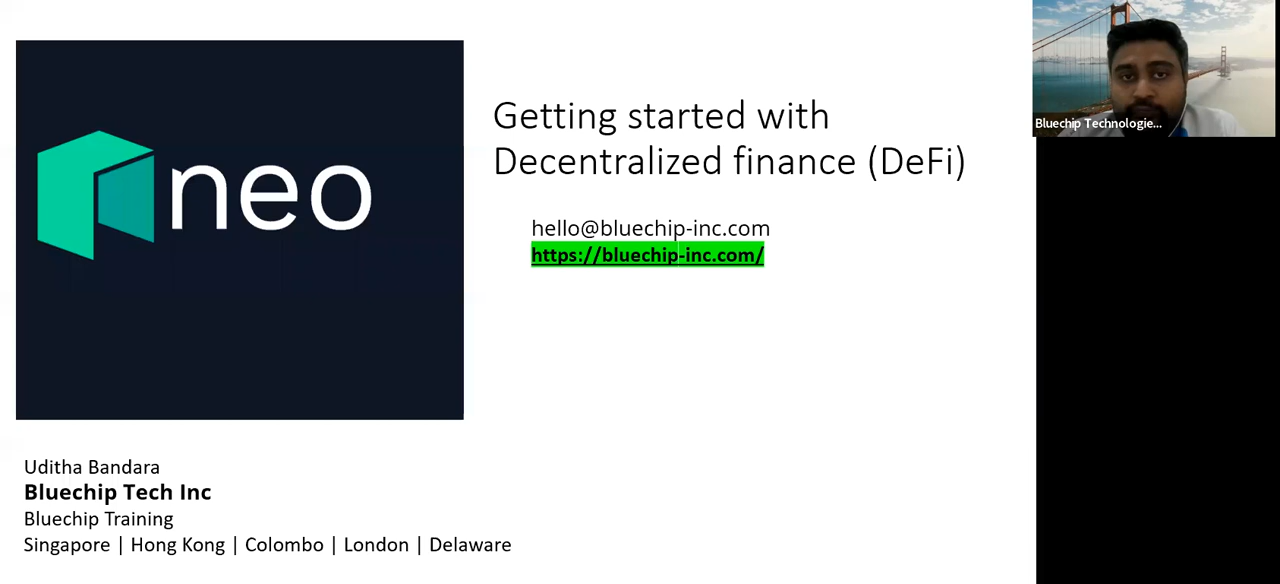 neo
Getting started with
Decentralized finance (DeFi)
hello@bluechip-inc.com
https://bluechip-inc.com/
Uditha Bandara
Bluechip Tech Inc
Bluechip Training
Singapore | Hong Kong | Colombo | London | Delaware
Bluechip Technologie...